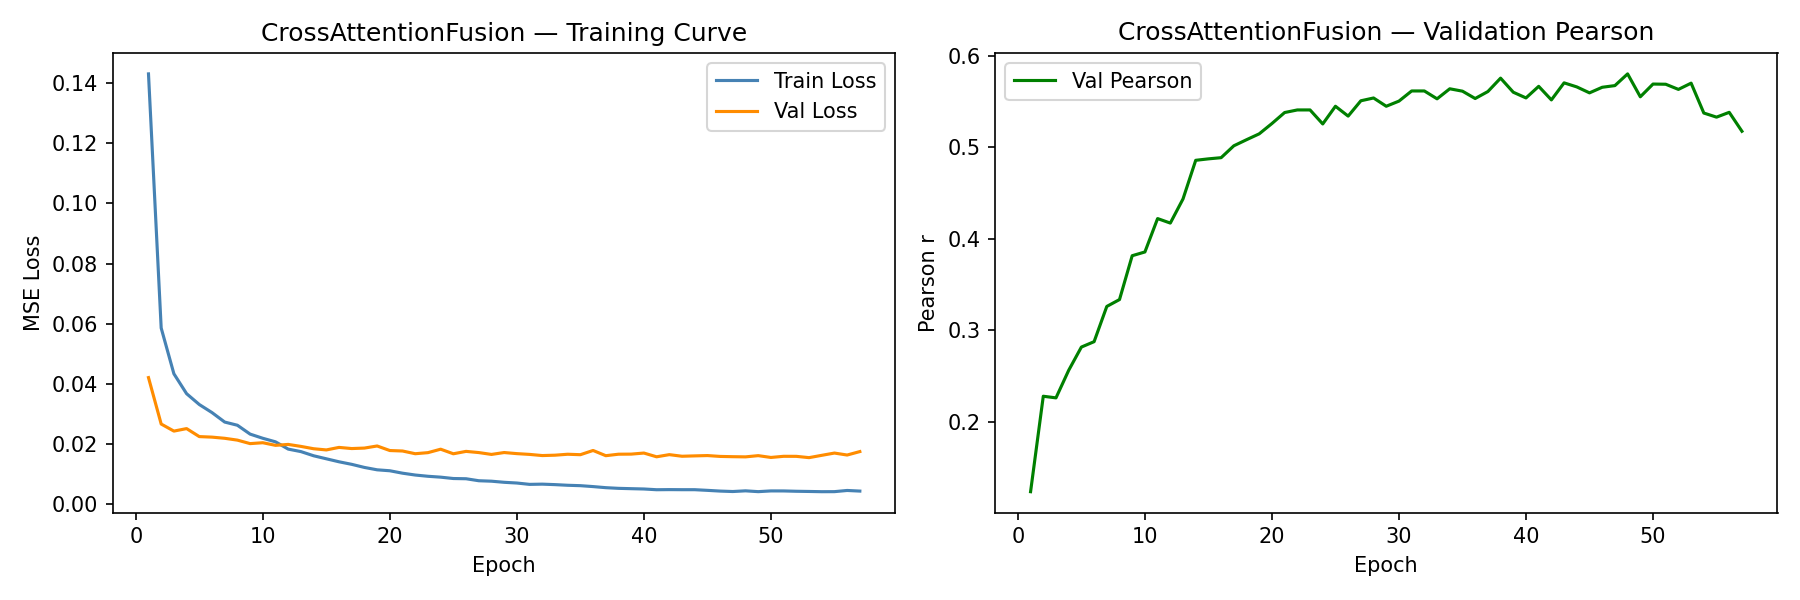 CrossAttentionFusion — Training Curve
MSE Loss
0.14
0.12
0.10
0.08
0.06
0.04
0.02
0.00
Train Loss
Val Loss
0 10 20 30 40 50
Epoch
CrossAttentionFusion — Validation Pearson
Pearson r
0.6
0.5
0.4
0.3
0.2
Val Pearson
0 10 20 30 40 50
Epoch